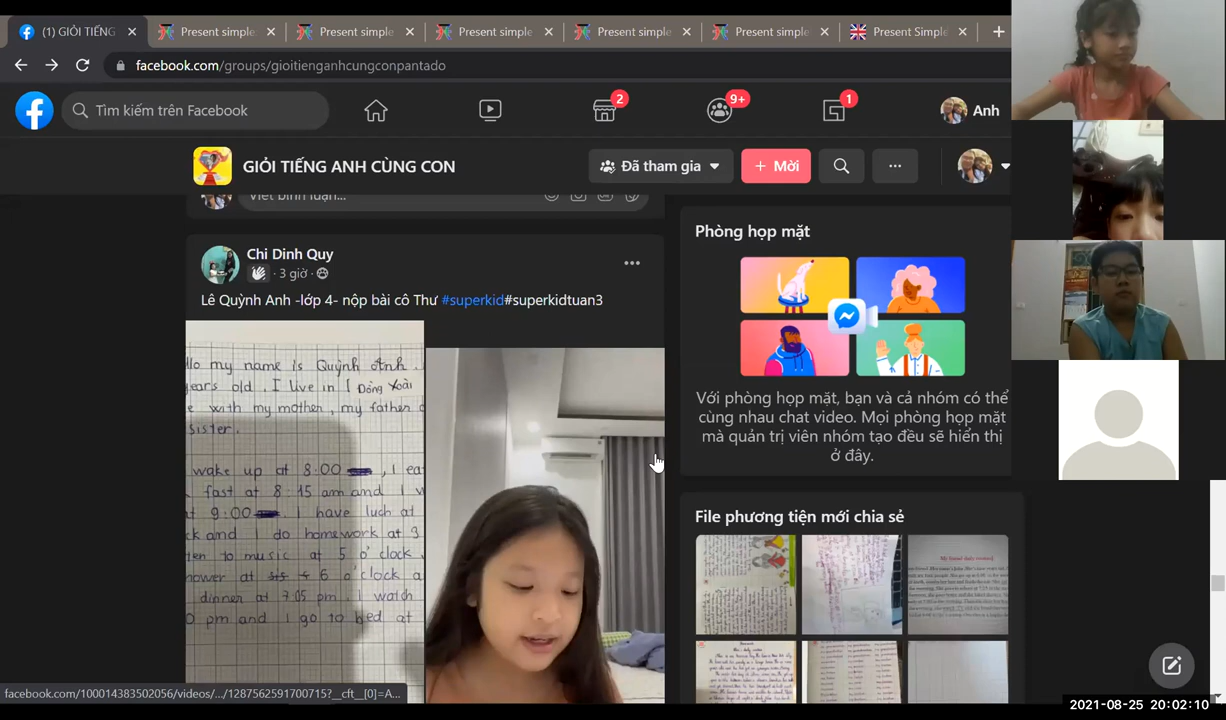 (1) GIỎI TIẾNG
Present simple
Present simple
Present simple
Present simple
Present simple
Present Simple
facebook.com/groups/gioitienganhcungconpantado
Tìm kiếm trên Facebook
2
9+
1
Anh
GIỎI TIẾNG ANH CÙNG CON
Đã tham gia
+ Mời
Viết bình luận...
Chi Dinh Quy
3 giờ
Lê Quỳnh Anh -lớp 4- nộp bài cô Thư #superkid#superkidtuan3
llo my name is Quỳnh Anh.
years old. I live in Đồng Xoài
e with my mother, my father
sister.
wake up at 8:00, I ea
fast at 8:15 am and I w
at 9:00. I have luch at
ck and I do homework at 3
ten to music at 5 o'clock
hower at 6 o'clock a
dinner at 7:05 pm. I watch
0 pm and I go to bed at
Phòng họp mặt
Với phòng họp mặt, bạn và cả nhóm có thể
cùng nhau chat video. Mọi phòng họp mặt
mà quản trị viên nhóm tạo đều sẽ hiển thị
ở đây.
File phương tiện mới chia sẻ
facebook.com/100014383502056/videos/.../1287562591700715?__cft__[0]=A...
2021-08-25 20:02:10